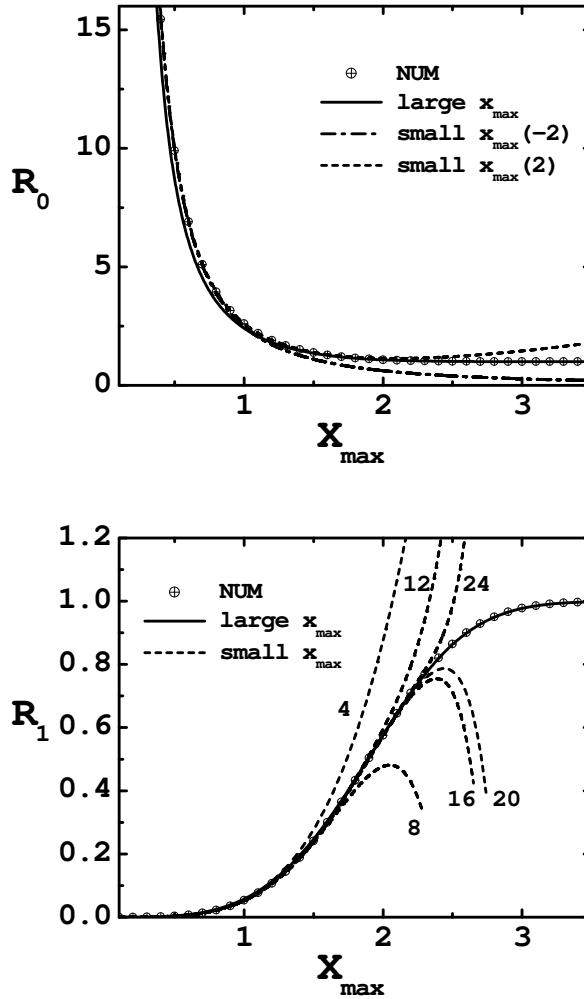 15
10
5
0
R_0
NUM
large x_max
small x_max(−2)
small x_max(2)
1 2 3
X_max
1.2
1.0
0.8
0.6
0.4
0.2
0.0
R_1
NUM
large x_max
small x_max
4
12
24
8
16
20
1 2 3
X_max